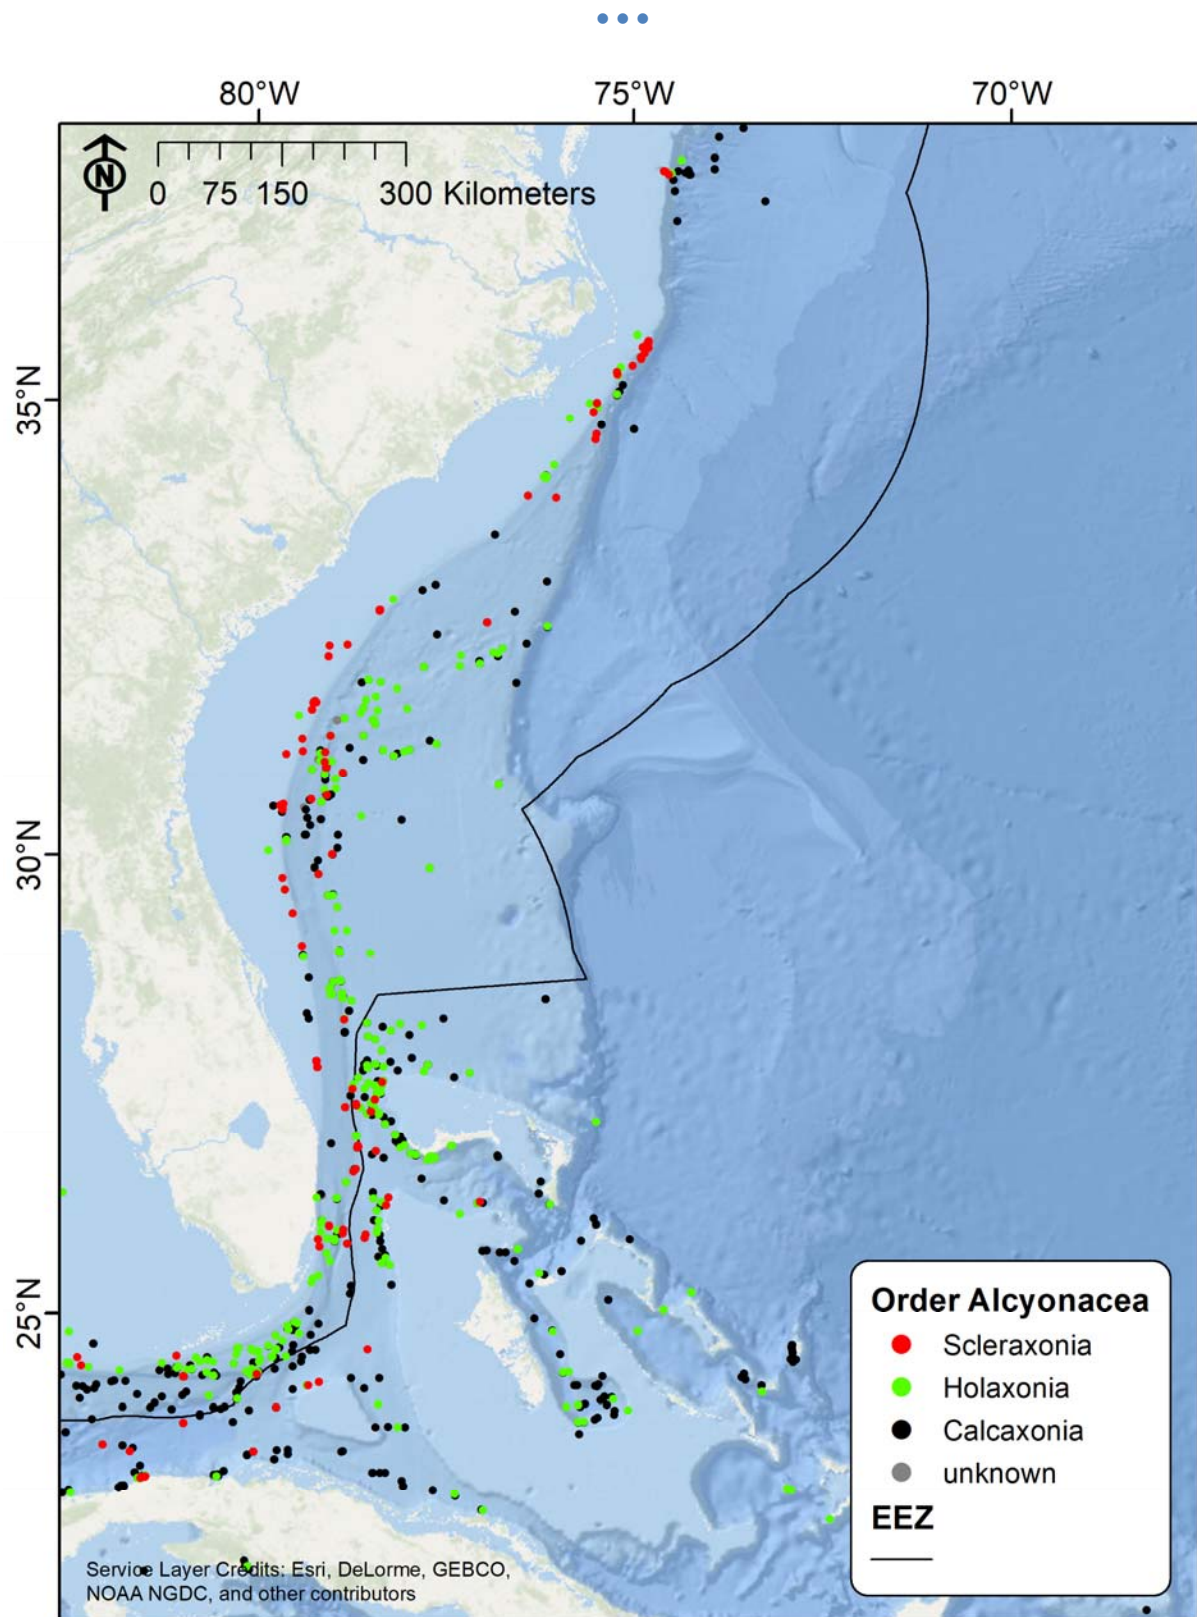 80°W 75°W 70°W
N
0 75 150 300 Kilometers
35°N
30°N
25°N
Order Alcyonacea
Scleraxonia
Holaxonia
Calcaxonia
unknown
EEZ
Service Layer Credits: Esri, DeLorme, GEBCO,
NOAA NGDC, and other contributors